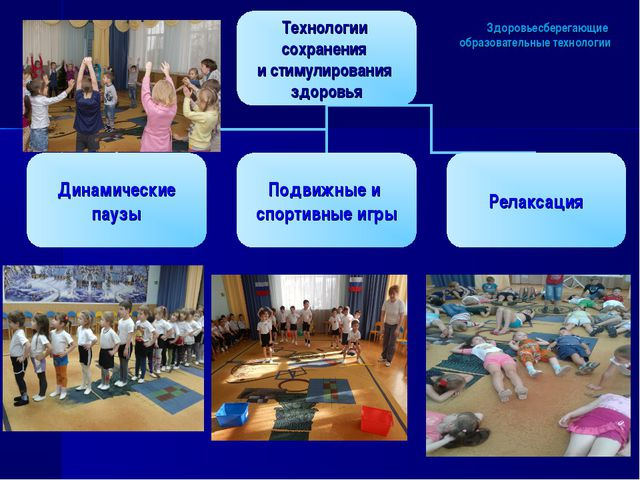 Здоровьесберегающие
образовательные технологии
Технологии
сохранения
и стимулирования
здоровья
Динамические
паузы
Подвижные и
спортивные игры
Релаксация